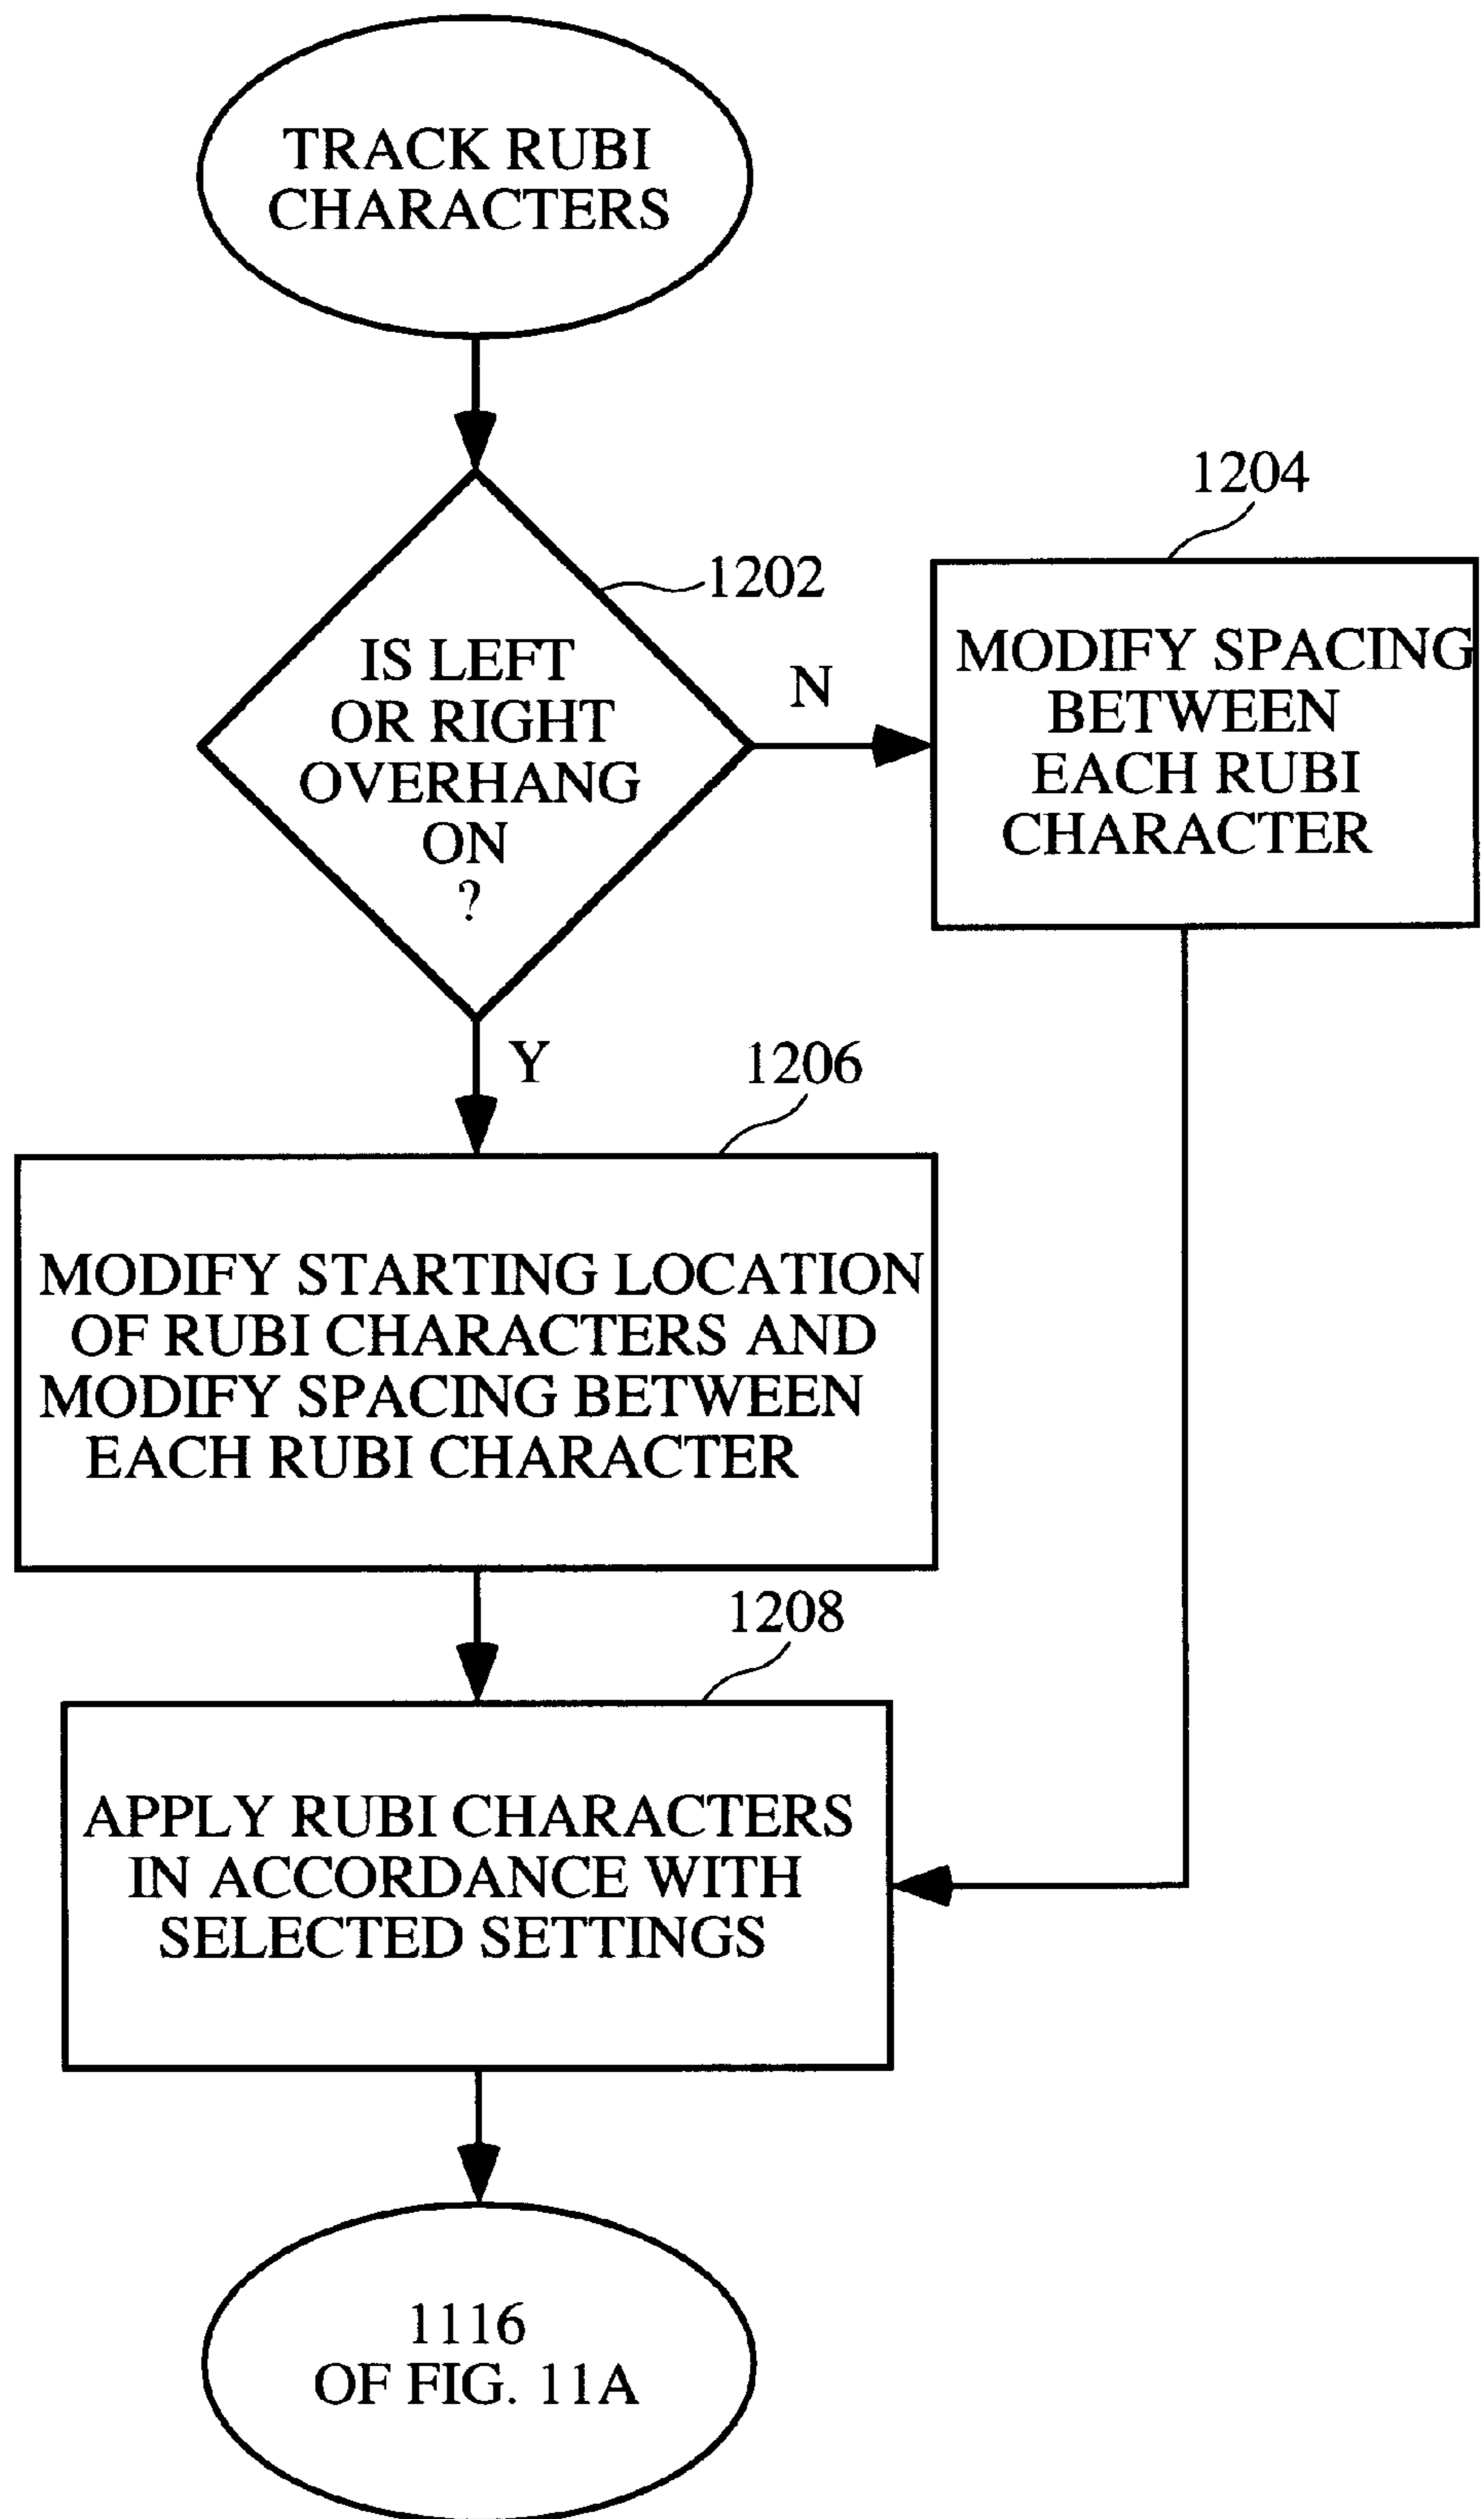 TRACK RUBI
CHARACTERS
1202
IS LEFT
OR RIGHT
OVERHANG
ON
?
N
1204
MODIFY SPACING
BETWEEN
EACH RUBI
CHARACTER
Y
1206
MODIFY STARTING LOCATION
OF RUBI CHARACTERS AND
MODIFY SPACING BETWEEN
EACH RUBI CHARACTER
1208
APPLY RUBI CHARACTERS
IN ACCORDANCE WITH
SELECTED SETTINGS
1116
OF FIG. 11A